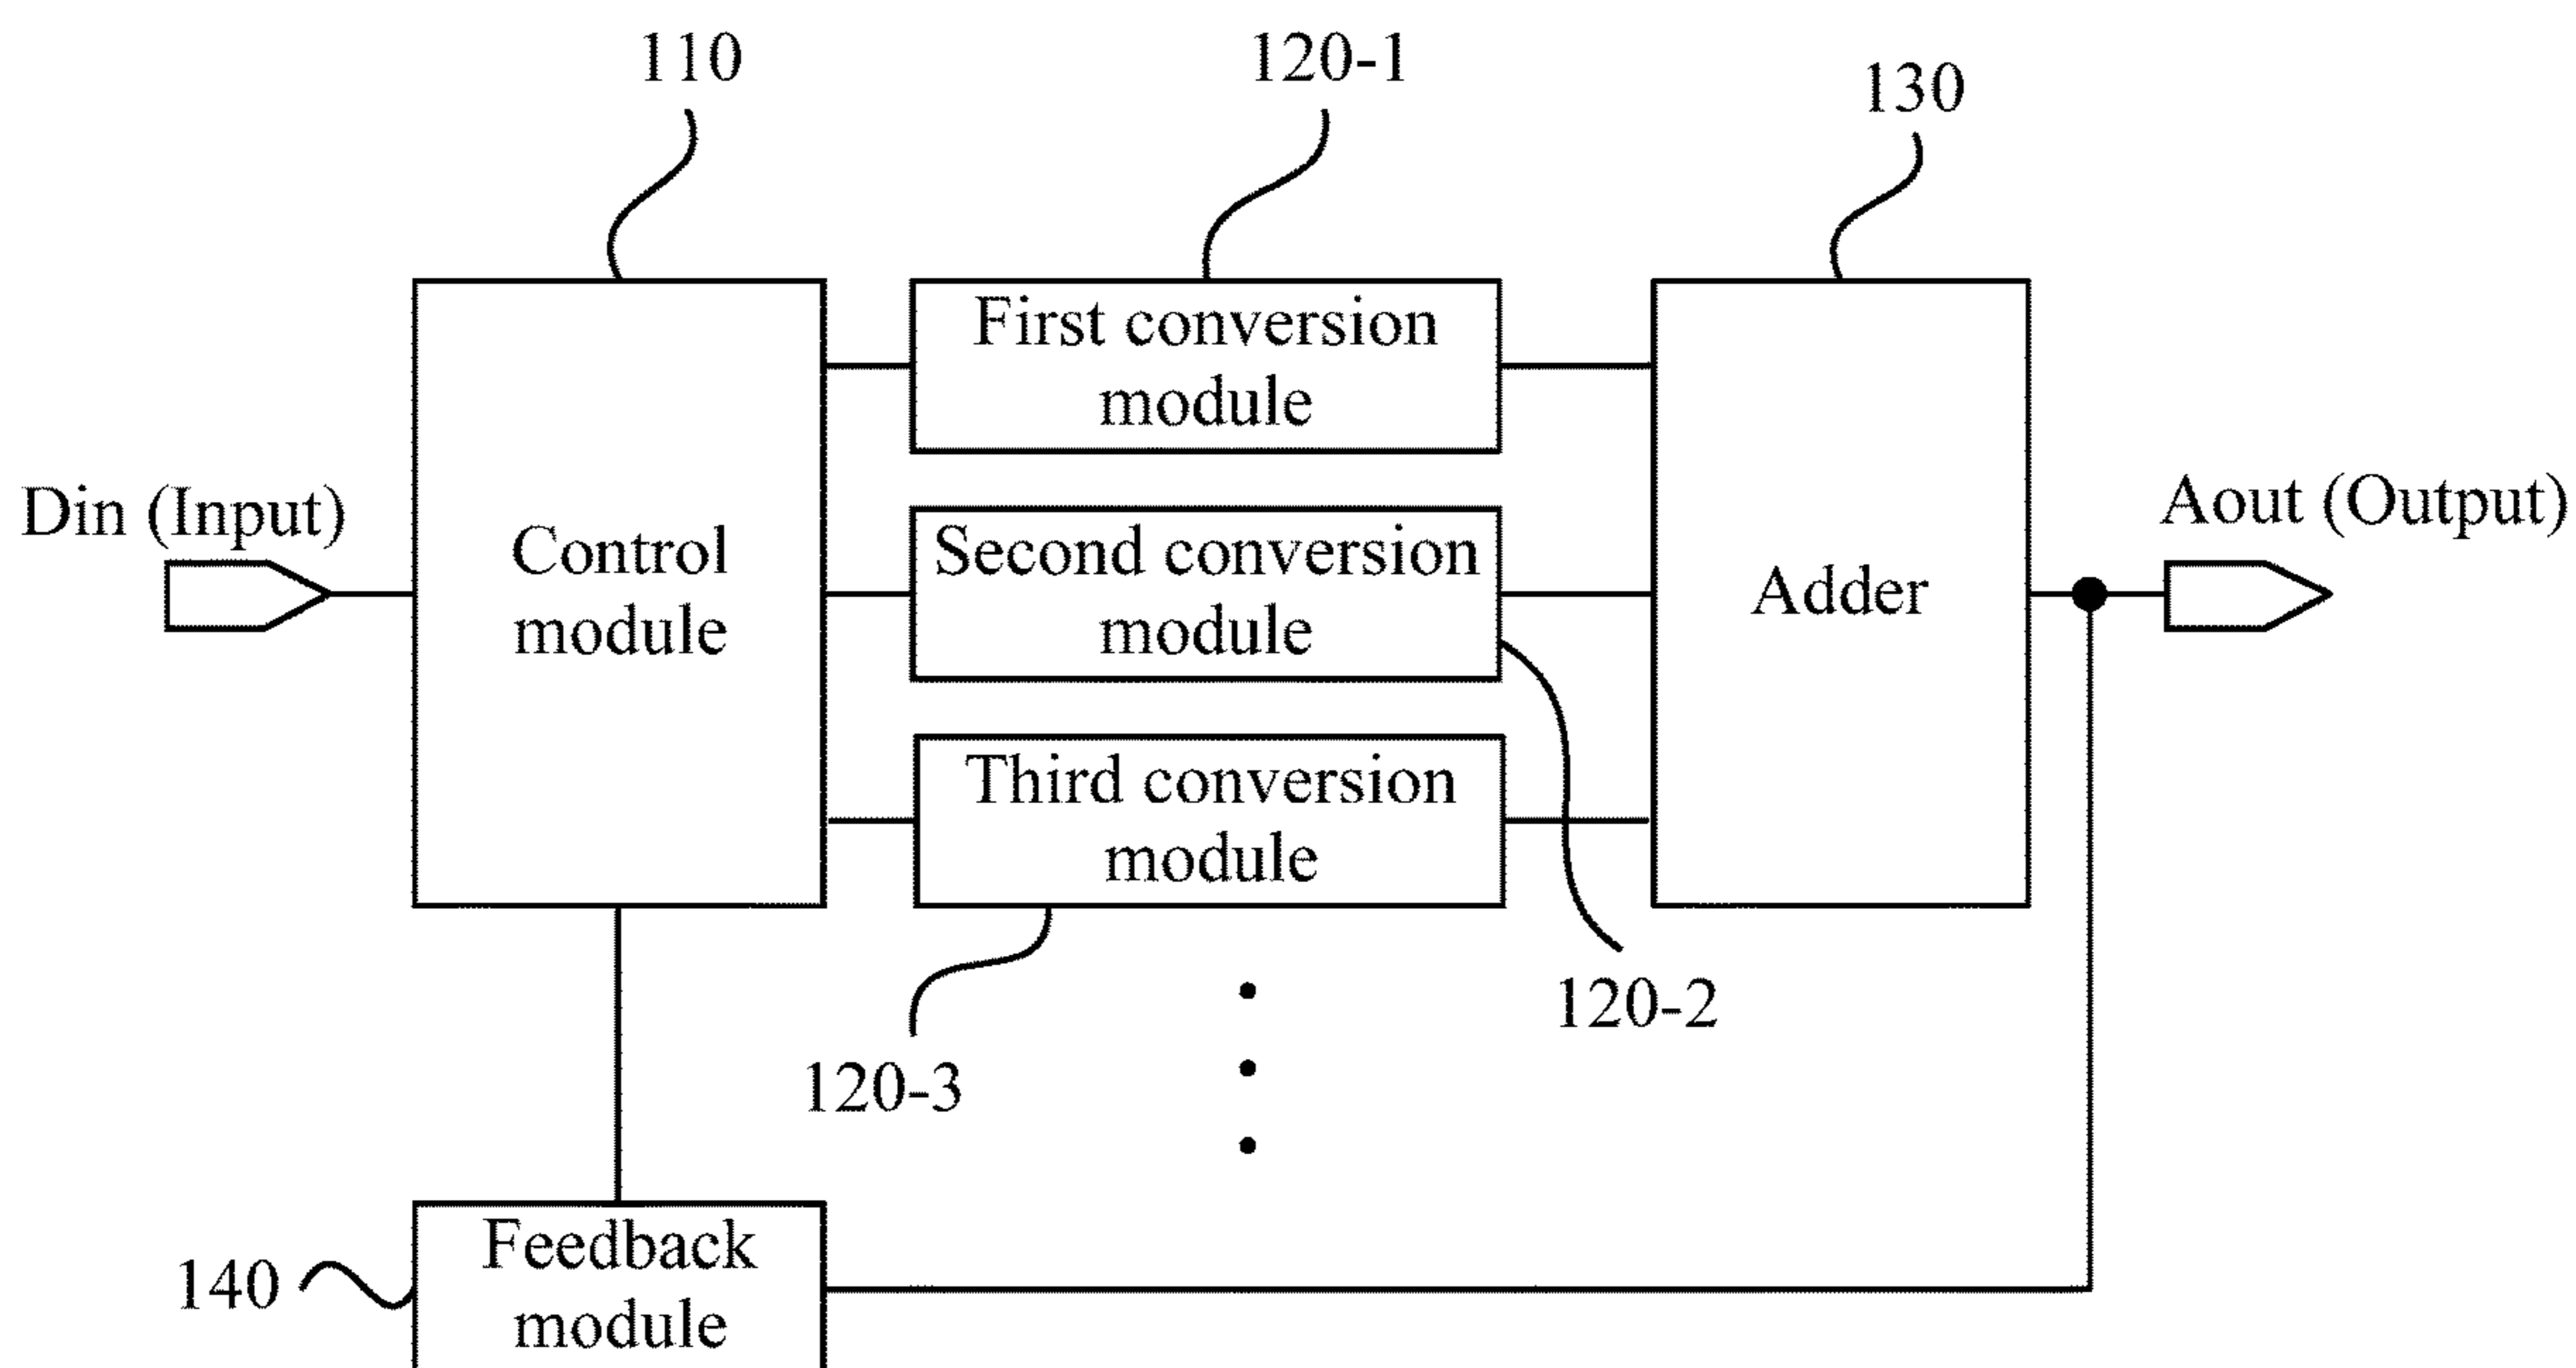 110
120-1
130
First conversion
module
Din (Input)
Control
module
Second conversion
module
Adder
Aout (Output)
Third conversion
module
120-2
120-3
140
Feedback
module